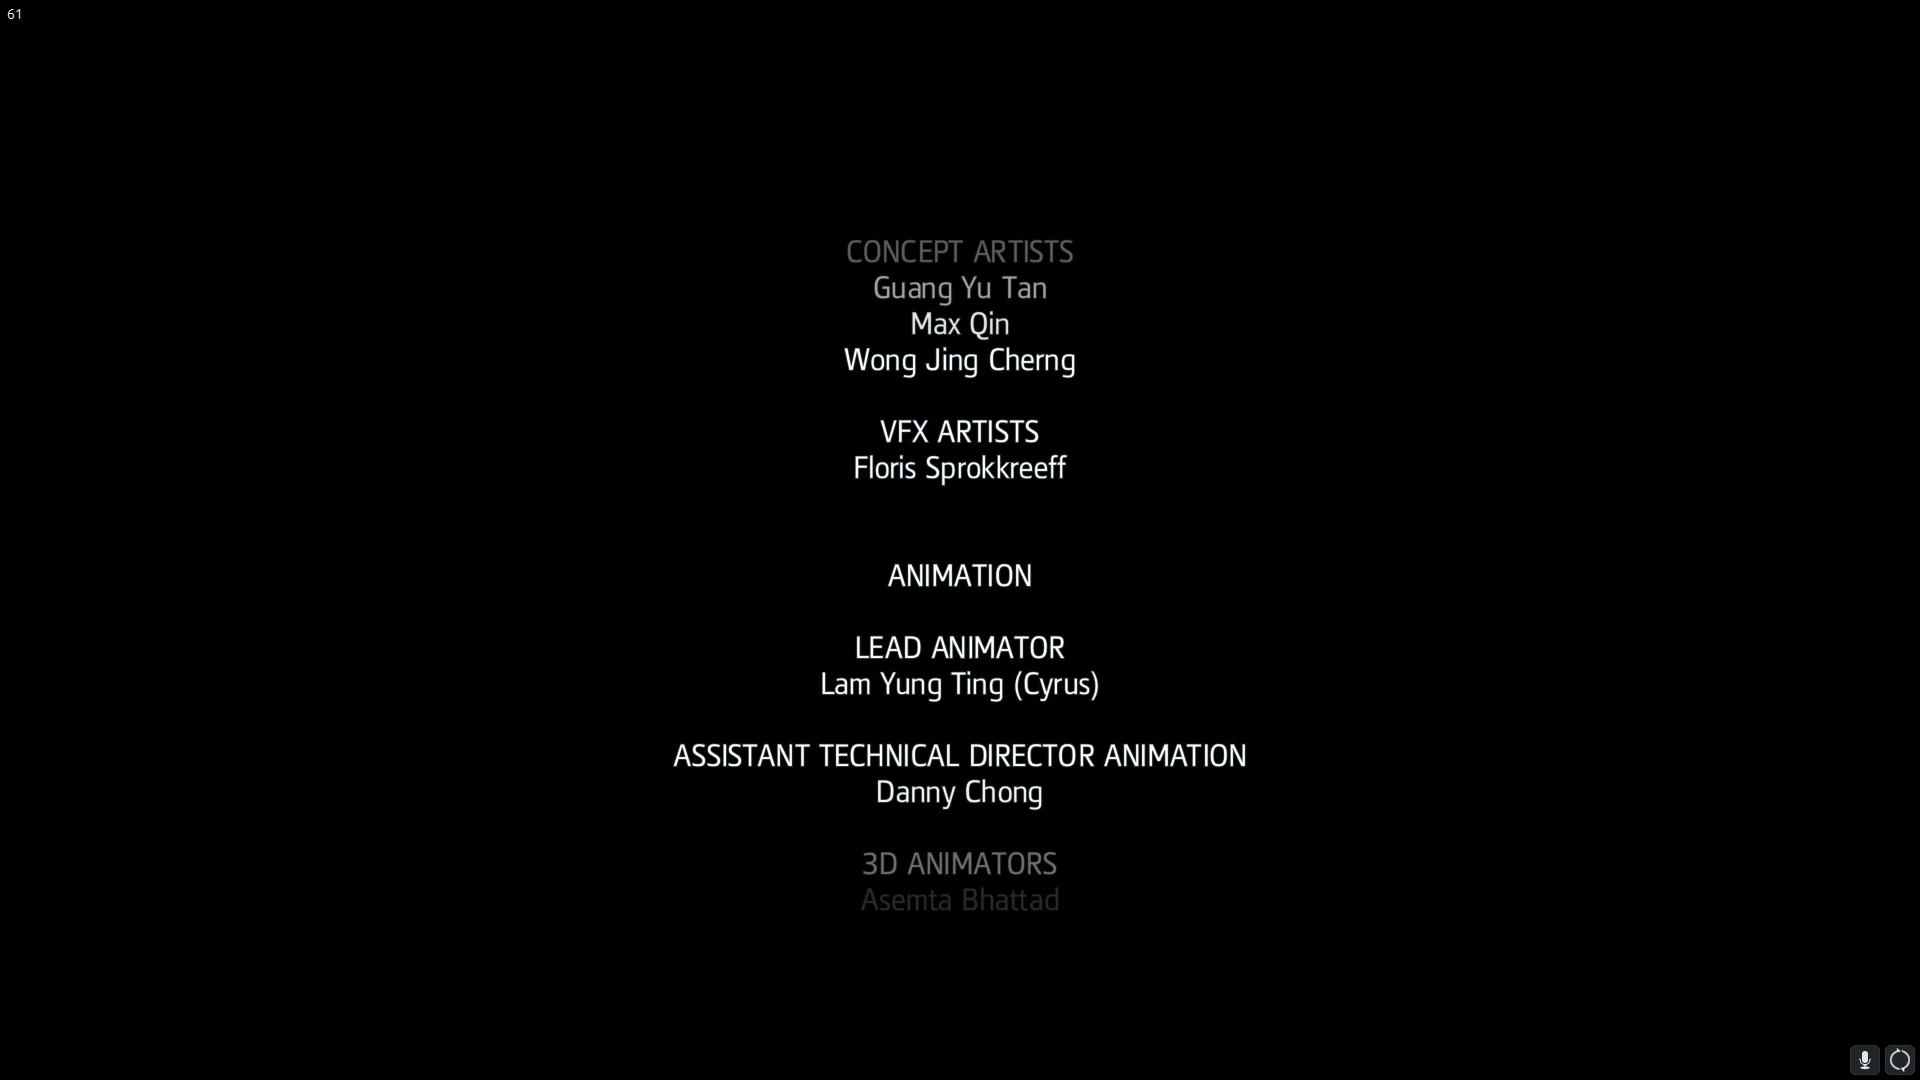 61
CONCEPT ARTISTS
Guang Yu Tan
Max Qin
Wong Jing Cherng
VFX ARTISTS
Floris Sprokkreeff
ANIMATION
LEAD ANIMATOR
Lam Yung Ting (Cyrus)
ASSISTANT TECHNICAL DIRECTOR ANIMATION
Danny Chong
3D ANIMATORS
Asemta Bhattad